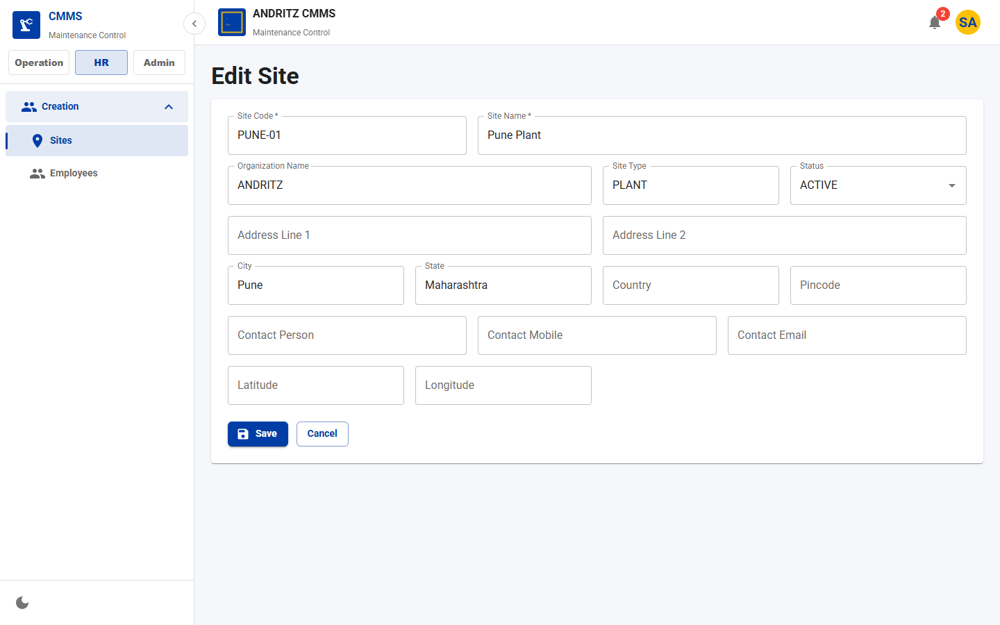 CMMS
Maintenance Control
Operation
HR
Admin
Creation
Sites
Employees
ANDRITZ CMMS
Maintenance Control
2
SA
Edit Site
Site Code *
PUNE-01
Site Name *
Pune Plant
Organization Name
ANDRITZ
Site Type
PLANT
Status
ACTIVE
Address Line 1
Address Line 2
City
Pune
State
Maharashtra
Country
Pincode
Contact Person
Contact Mobile
Contact Email
Latitude
Longitude
Save
Cancel